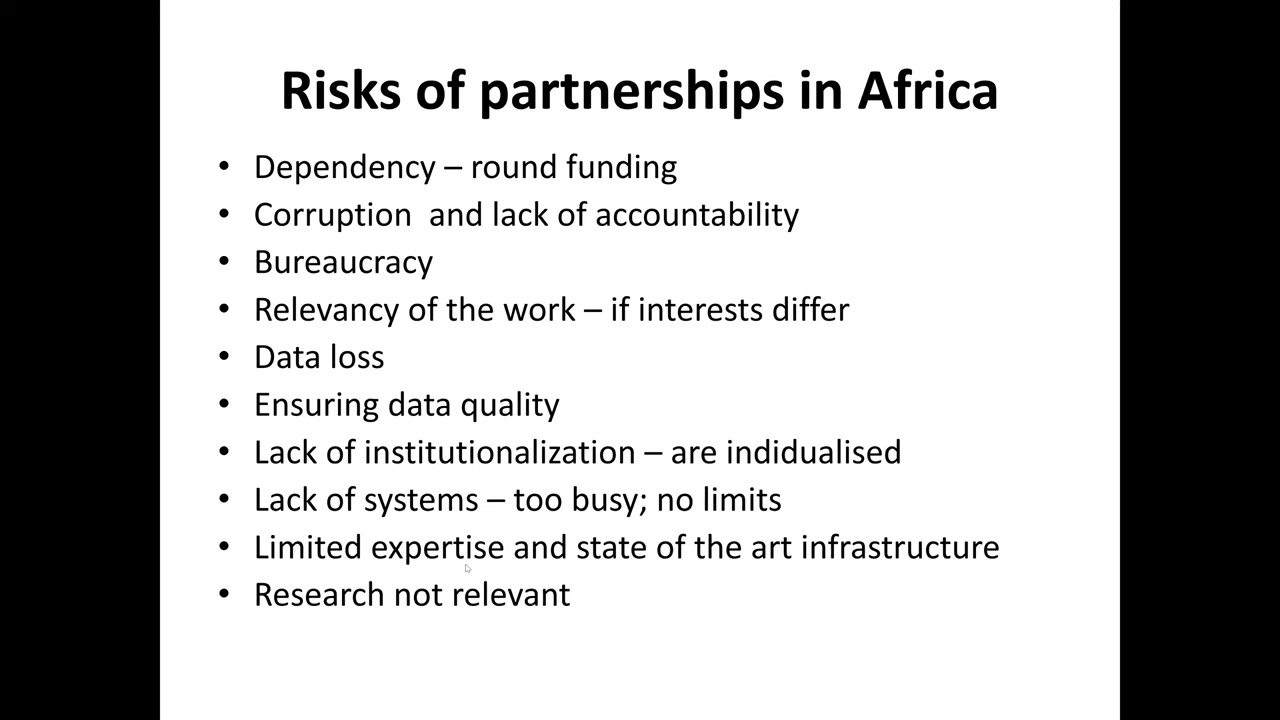 Risks of partnerships in Africa
• Dependency – round funding
• Corruption  and lack of accountability
• Bureaucracy
• Relevancy of the work – if interests differ
• Data loss
• Ensuring data quality
• Lack of institutionalization – are indidualised
• Lack of systems – too busy; no limits
• Limited expertise and state of the art infrastructure
• Research not relevant